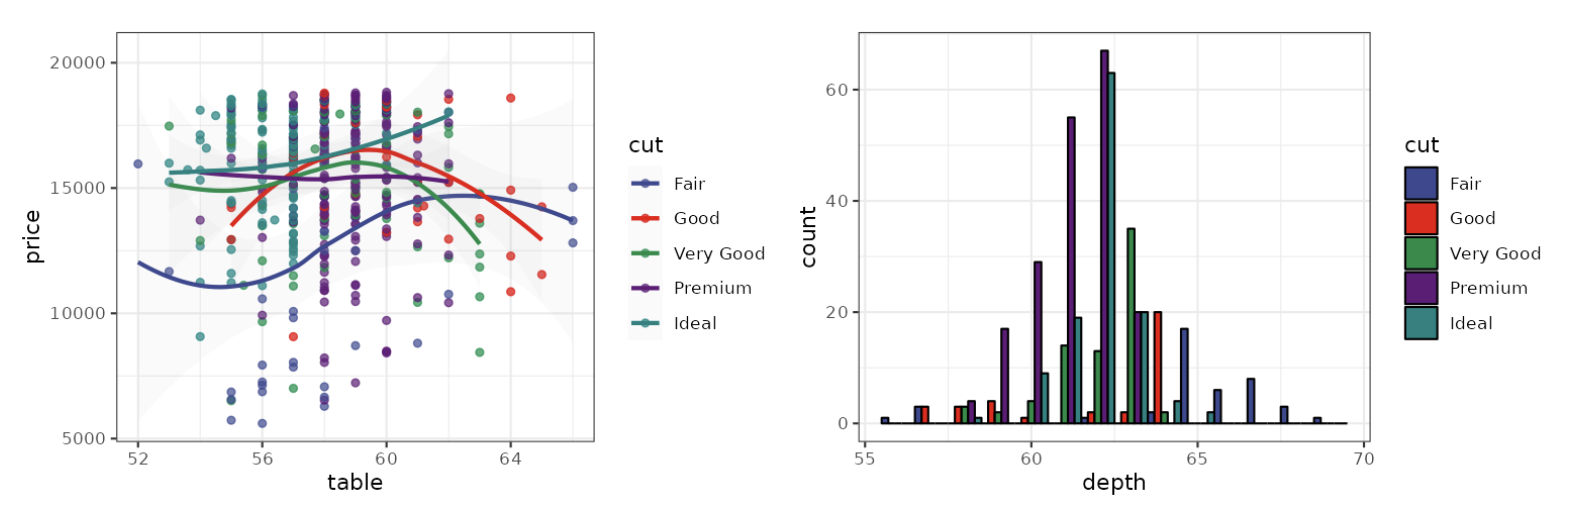 price
20000
15000
10000
5000
52
56
60
64
table
cut
Fair
Good
Very Good
Premium
Ideal
count
60
40
20
0
55
60
65
70
depth
cut
Fair
Good
Very Good
Premium
Ideal